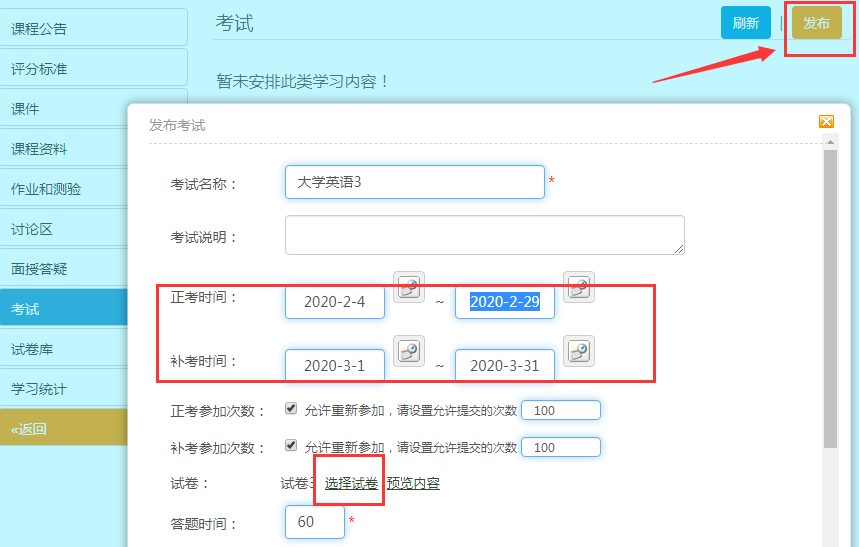 课程公告
评分标准
课件
课程资料
作业和测验
讨论区
面接答疑
考试
试卷库
学习统计
«返回
考试
刷新 | 发布
暂未安排此类学习内容！
发布考试
考试名称： 大学英语3 *
考试说明：
正考时间： 2020-2-4 ~ 2020-2-29
补考时间： 2020-3-1 ~ 2020-3-31
正考参加次数： 允许重新参加，请设置允许提交的次数 100
补考参加次数： 允许重新参加，请设置允许提交的次数 100
试卷： 试卷3 选择试卷 预览内容
答题时间： 60 *